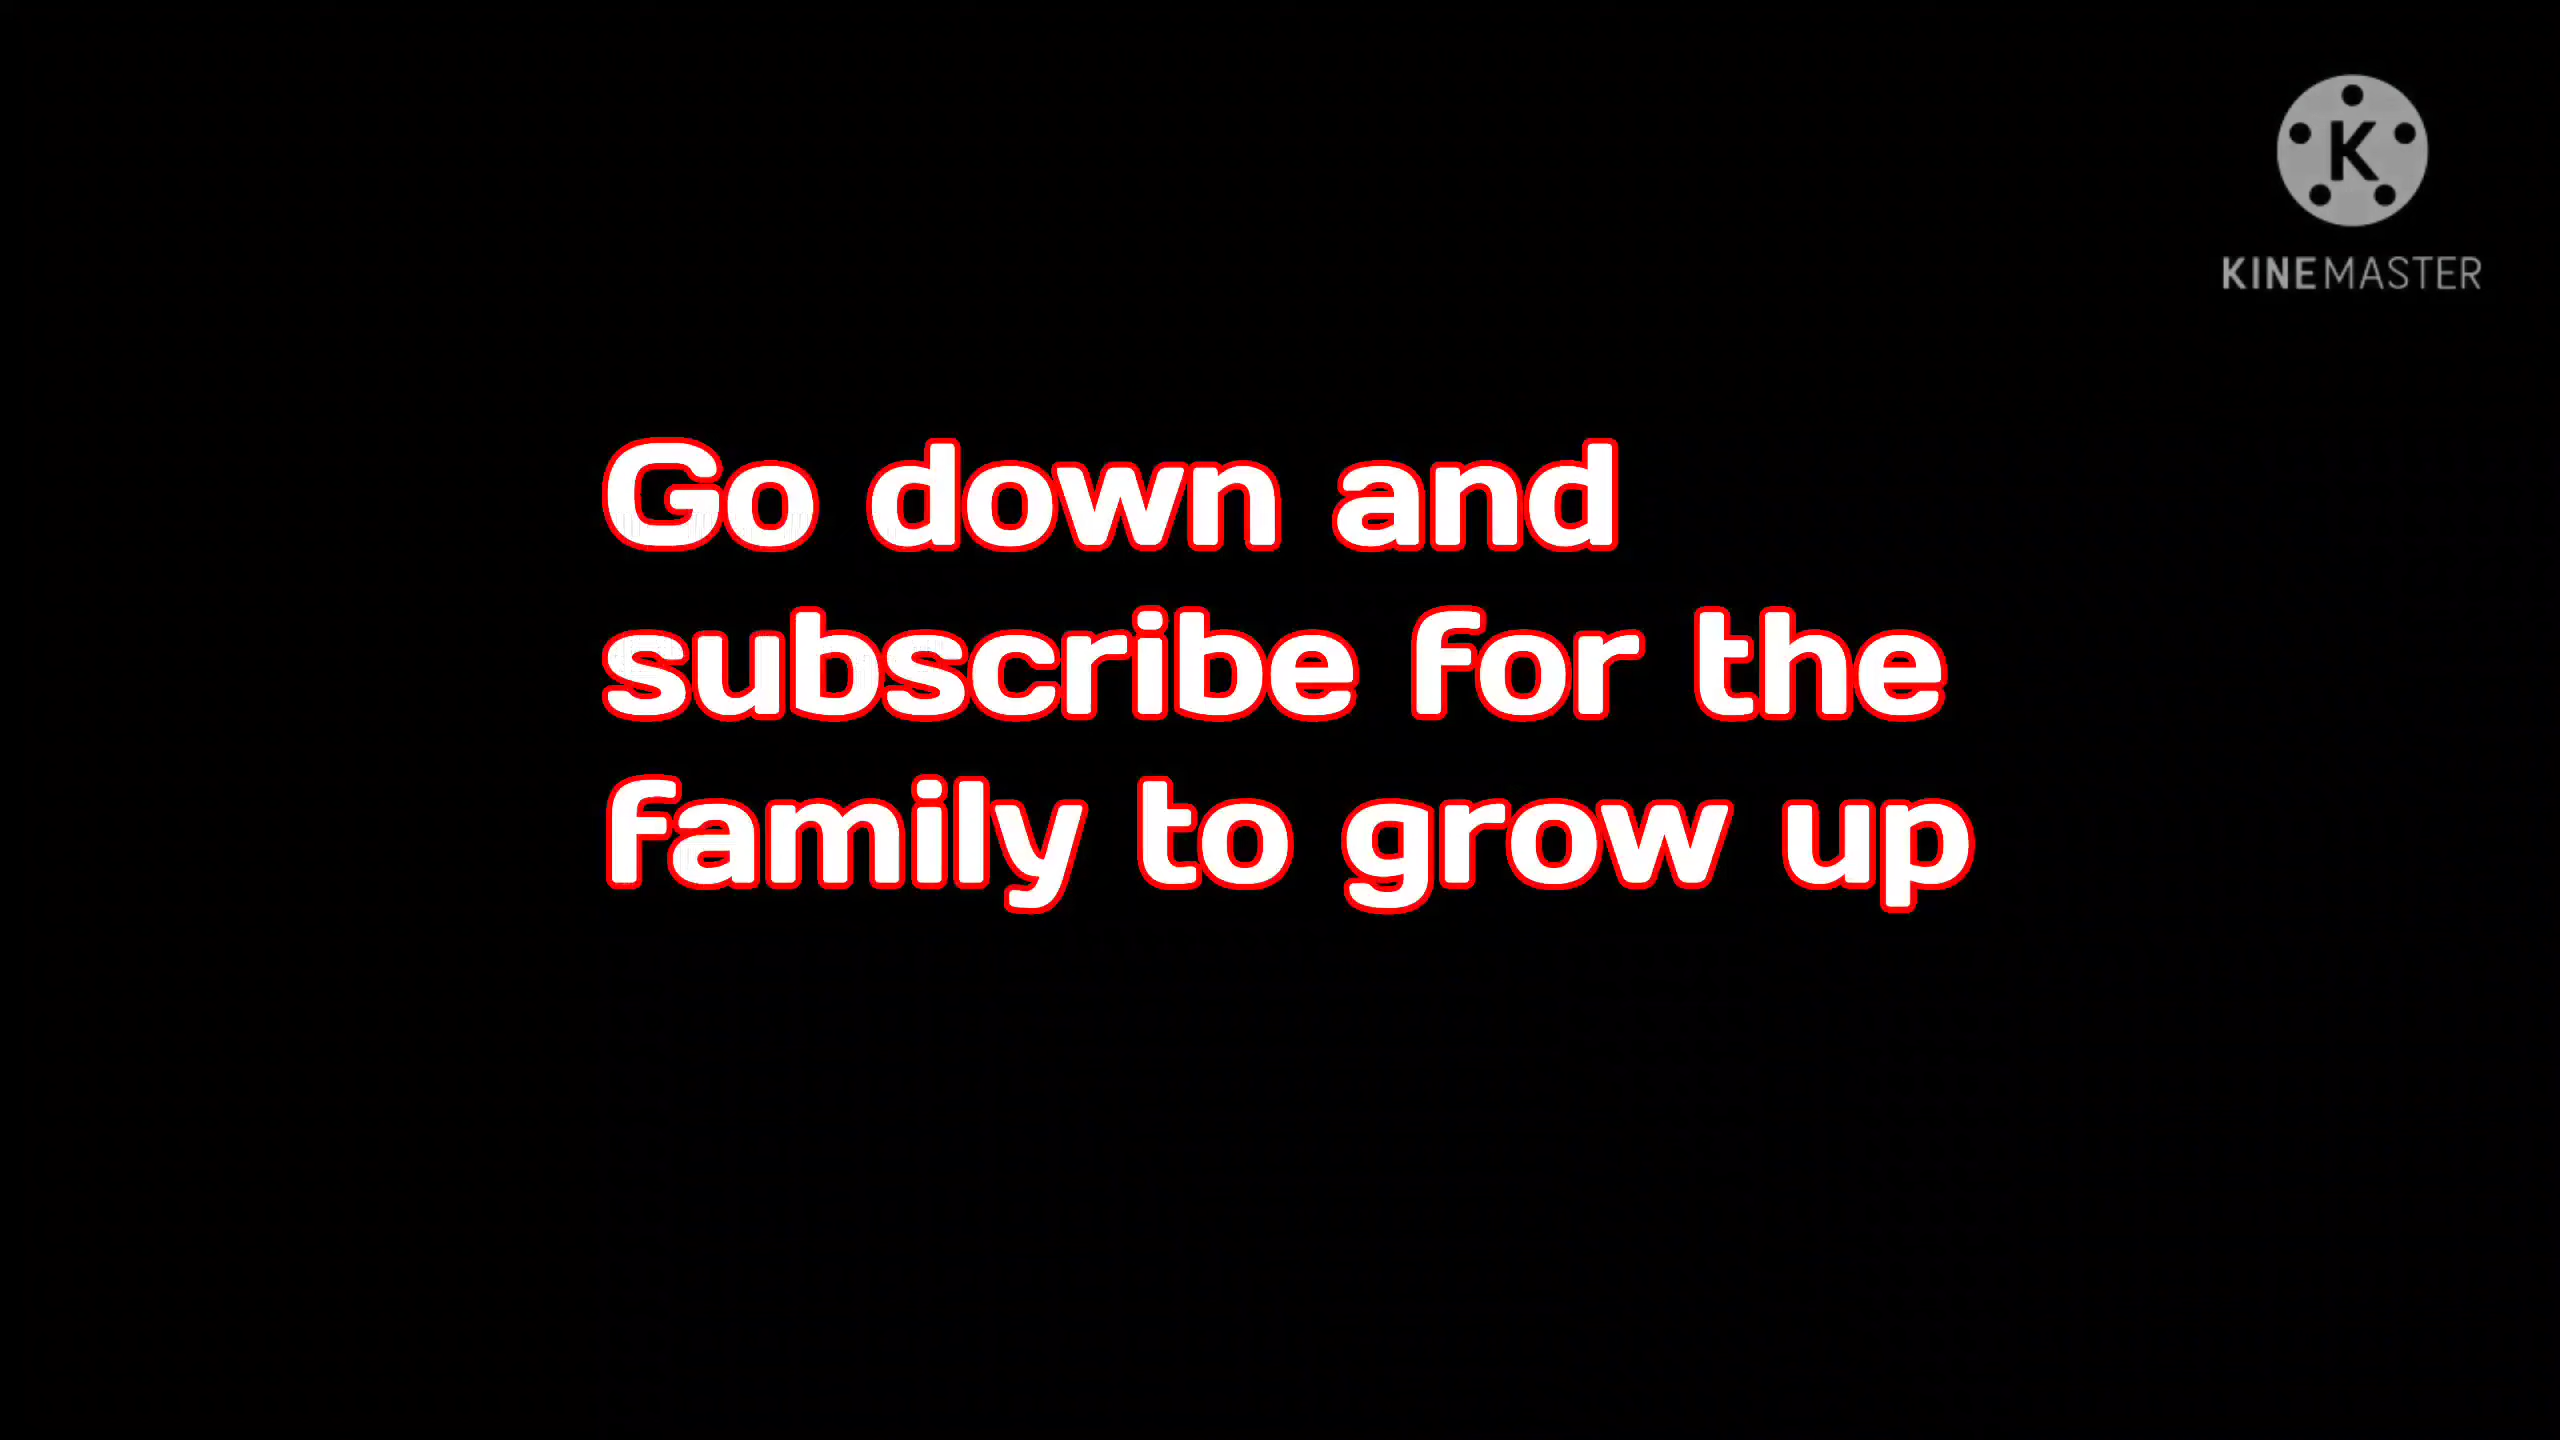 K
KINEMASTER
Go down and
subscribe for the
family to grow up